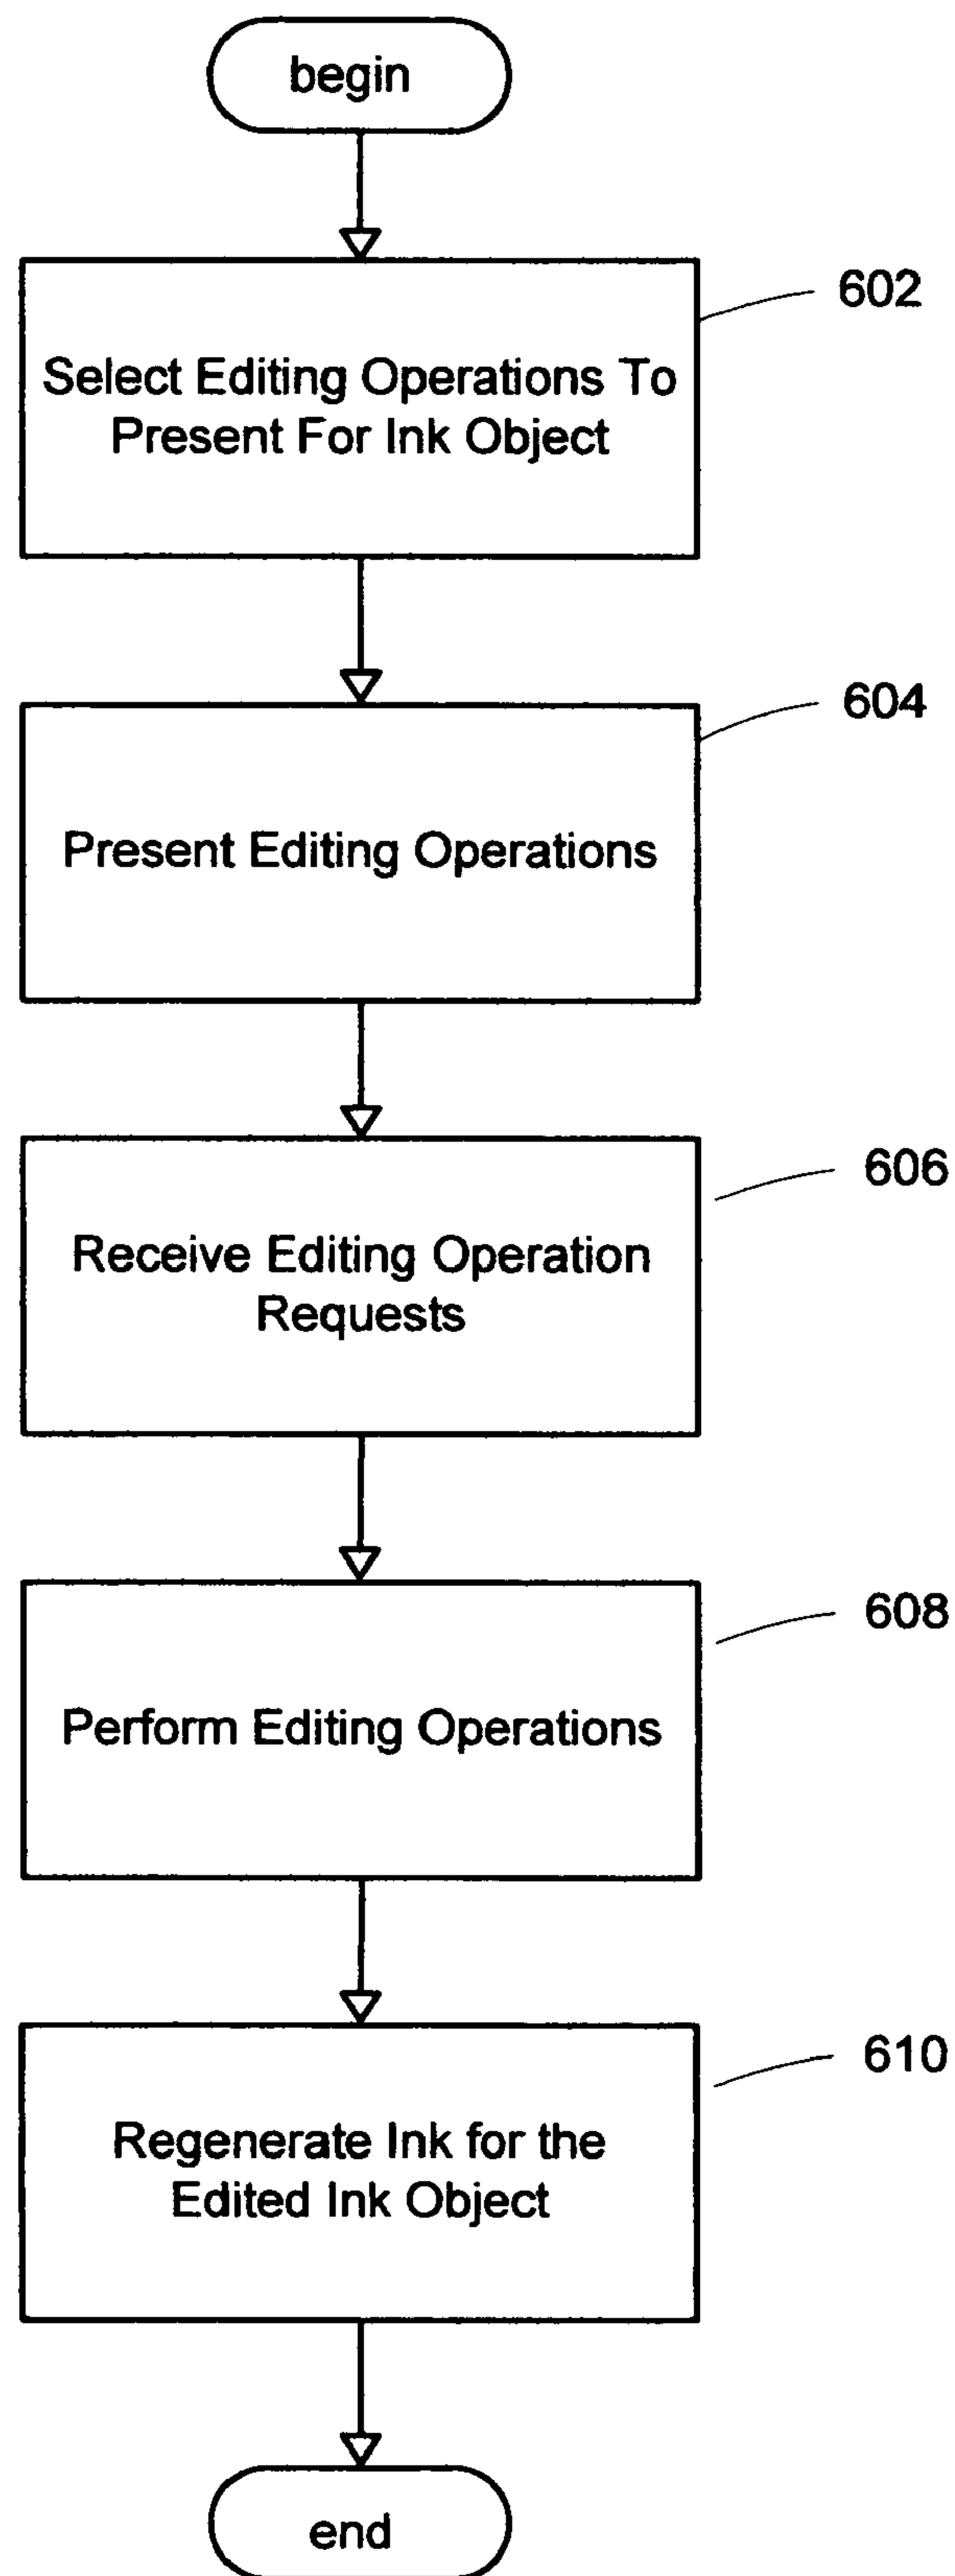 begin
602
Select Editing Operations To
Present For Ink Object
604
Present Editing Operations
606
Receive Editing Operation
Requests
608
Perform Editing Operations
610
Regenerate Ink for the
Edited Ink Object
end